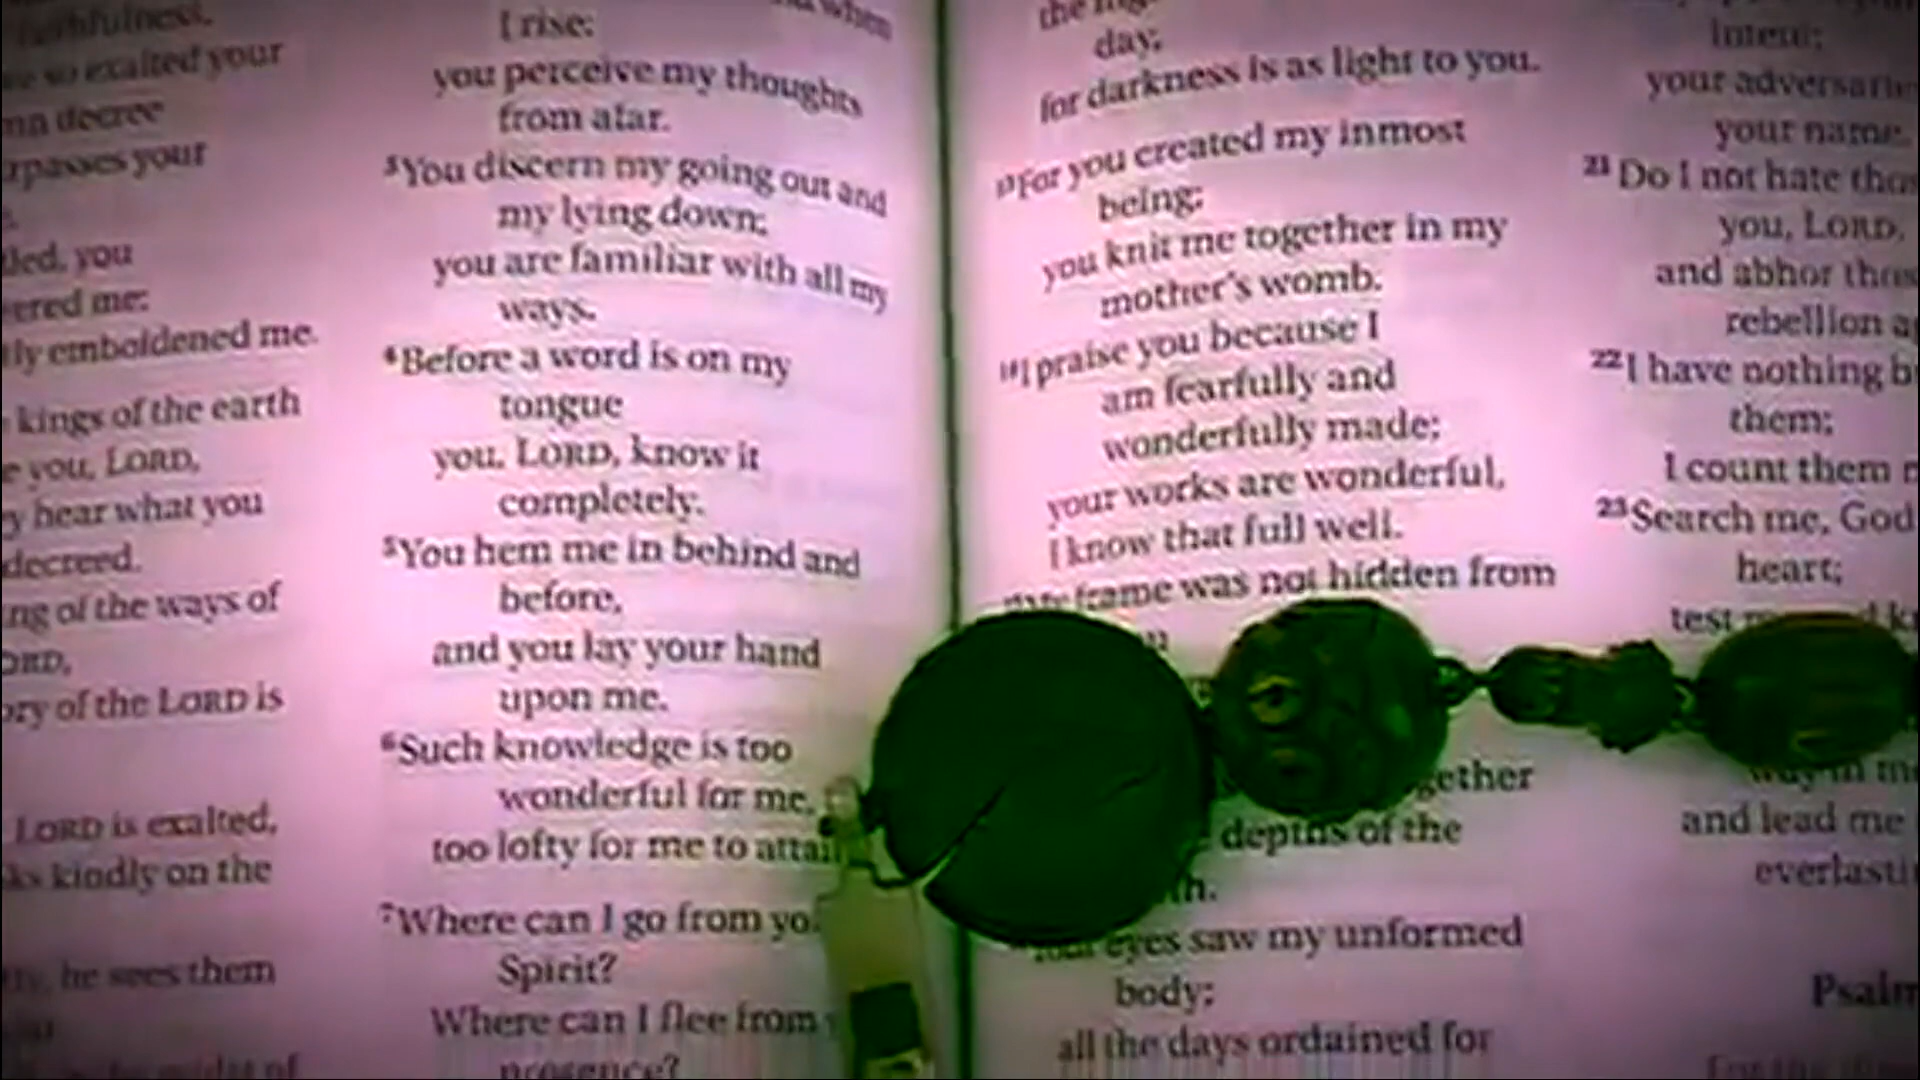 faithfulness.
so exalted your
decree
your
you
me:
emboldened me.
kings of the earth
you, LORD,
hear what you
decreed.
of the ways of
of the LORD is
LORD is exalted,
kindly on the
he sees them
of
when
I rise;
you perceive my thoughts
from afar.
3You discern my going out and
my lying down;
you are familiar with all my
ways.
4Before a word is on my
tongue
you, LORD, know it
completely.
5You hem me in behind and
before,
and you lay your hand
upon me.
6Such knowledge is too
wonderful for me,
too lofty for me to
7Where can I go from
Spirit?
Where can I flee from
presence?
the
day,
for darkness is as light to you.
13For you created my inmost
being;
you knit me together in my
mother's womb.
14I praise you because I
am fearfully and
wonderfully made;
your works are wonderful,
I know that full well.
frame was not hidden from
depths of the
eyes saw my unformed
body;
all the days ordained for
intent;
your
your name.
21Do I not hate
you, LORD,
and abhor
rebellion
22I have nothing
them;
I count them
23Search me, God
heart;
test
and lead me
Psalm